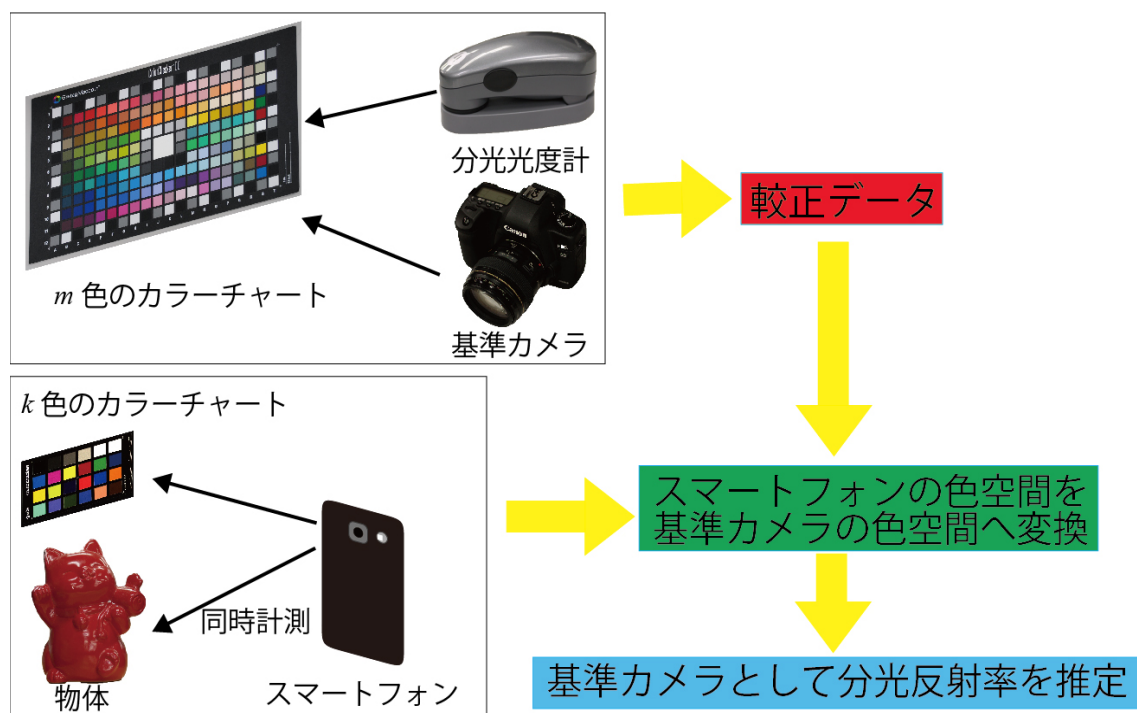 ColorChecker SG
分光光度計
Canon
m 色のカラーチャート
基準カメラ
較正データ
k 色のカラーチャート
同時計測
物体
スマートフォン
スマートフォンの色空間を
基準カメラの色空間へ変換
基準カメラとして分光反射率を推定